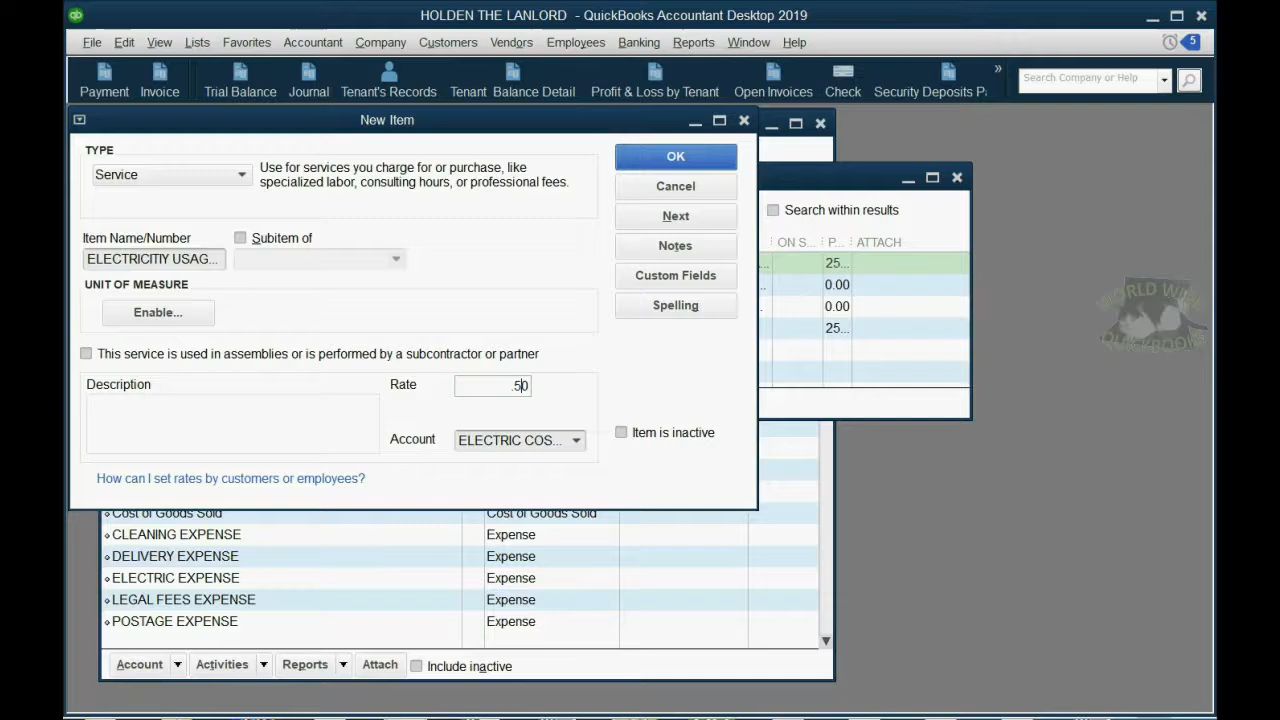 HOLDEN THE LANLORD - QuickBooks Accountant Desktop 2019
File Edit View Lists Favorites Accountant Company Customers Vendors Employees Banking Reports Window Help
5
Payment Invoice Trial Balance Journal Tenant's Records Tenant Balance Detail Profit & Loss by Tenant Open Invoices Check Security Deposits Pa
» Search Company or Help
New Item
TYPE
Service
Use for services you charge for or purchase, like
specialized labor, consulting hours, or professional fees.
OK
Cancel
Next
Notes
Custom Fields
Spelling
Item Name/Number
Subitem of
ELECTRICITIY USAG...
UNIT OF MEASURE
Enable...
This service is used in assemblies or is performed by a subcontractor or partner
Description
Rate
.50
Account
ELECTRIC COS...
Item is inactive
How can I set rates by customers or employees?
Search within results
ON S... P... ATTACH
... 25...
. 0.00
. 0.00
25...
WORLD WIDE
QUICKBOOKS
Cost of Goods Sold Cost of Goods Sold
CLEANING EXPENSE Expense
DELIVERY EXPENSE Expense
ELECTRIC EXPENSE Expense
LEGAL FEES EXPENSE Expense
POSTAGE EXPENSE Expense
Account Activities Reports Attach Include inactive